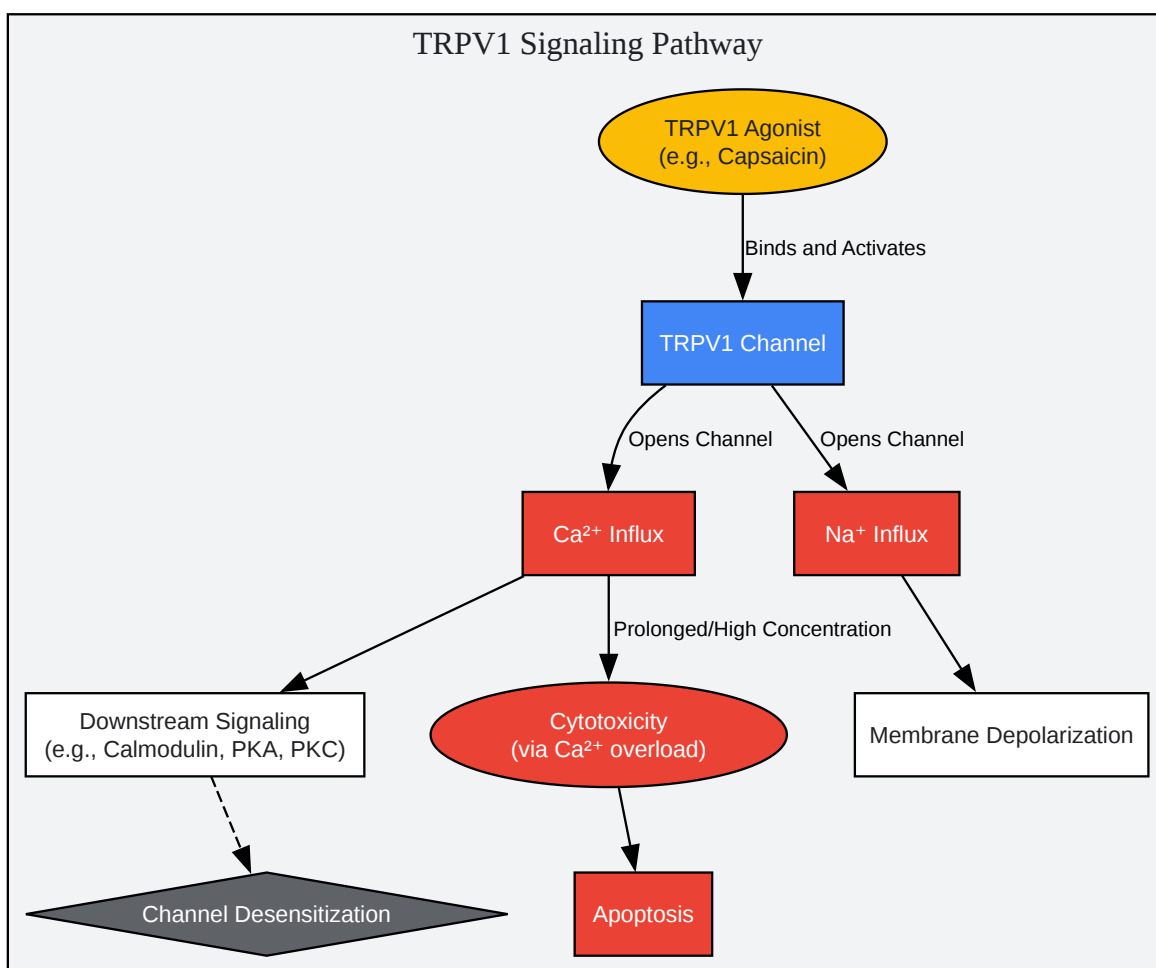 TRPV1 Signaling Pathway
TRPV1 Agonist
(e.g., Capsaicin)
Binds and Activates
TRPV1 Channel
Opens Channel
Opens Channel
Ca²⁺ Influx
Na⁺ Influx
Prolonged/High Concentration
Downstream Signaling
(e.g., Calmodulin, PKA, PKC)
Cytotoxicity
(via Ca²⁺ overload)
Membrane Depolarization
Channel Desensitization
Apoptosis